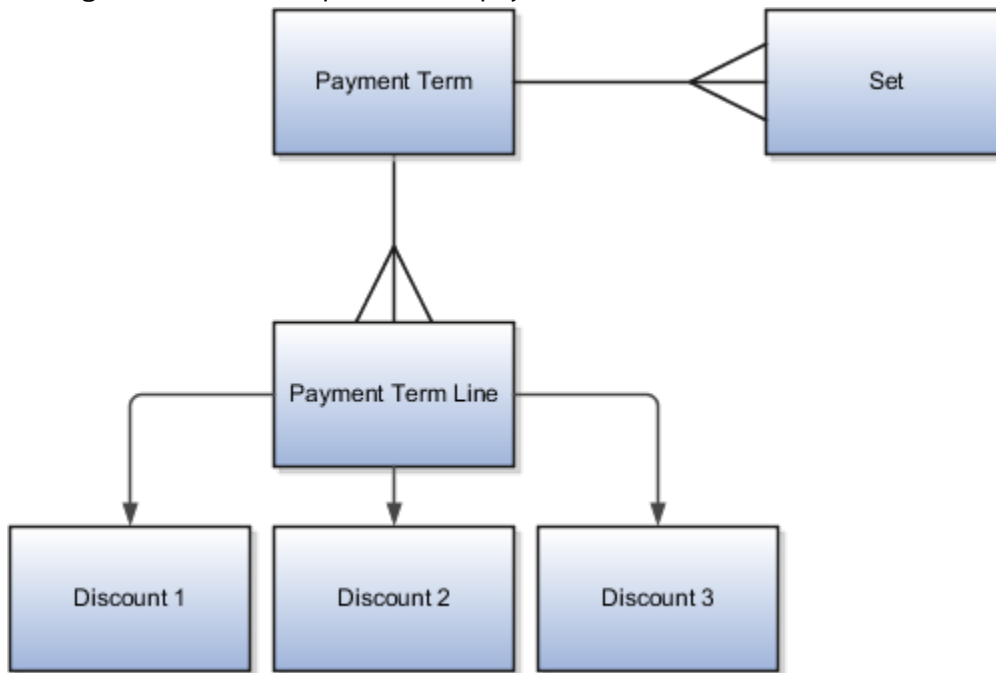 Payment Term
Set
Payment Term Line
Discount 1
Discount 2
Discount 3